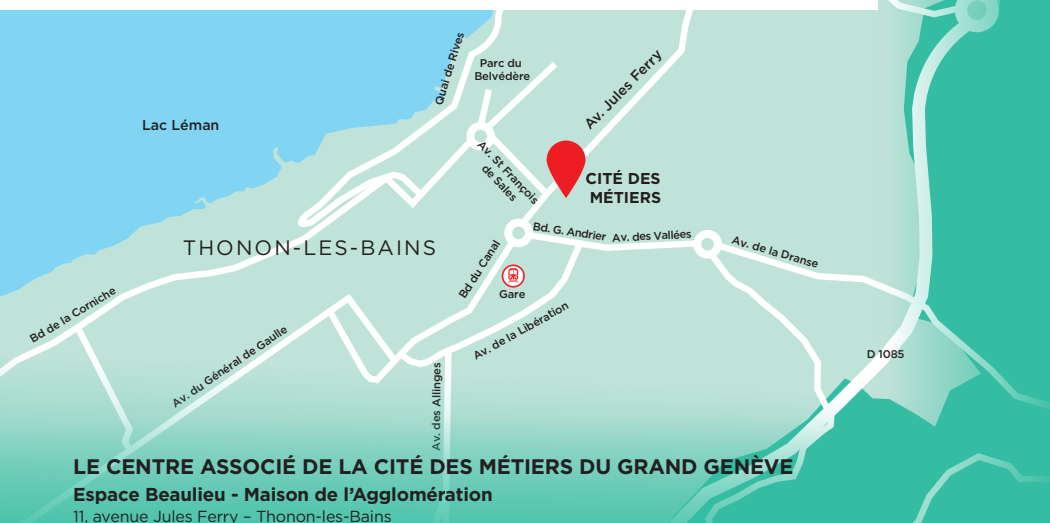 Quai de Rives
Parc du
Belvédère
Av. Jules Ferry
Lac Léman
Av. St François
de Sales
CITÉ DES
MÉTIERS
THONON-LES-BAINS
Bd. G. Andrier
Av. des Vallées
Av. de la Dranse
Bd du Canal
Gare
Bd de la Corniche
Av. du Général de Gaulle
Av. de la Libération
D 1085
Av. des Allinges
LE CENTRE ASSOCIÉ DE LA CITÉ DES MÉTIERS DU GRAND GENÈVE
Espace Beaulieu - Maison de l’Agglomération
11, avenue Jules Ferry – Thonon-les-Bains